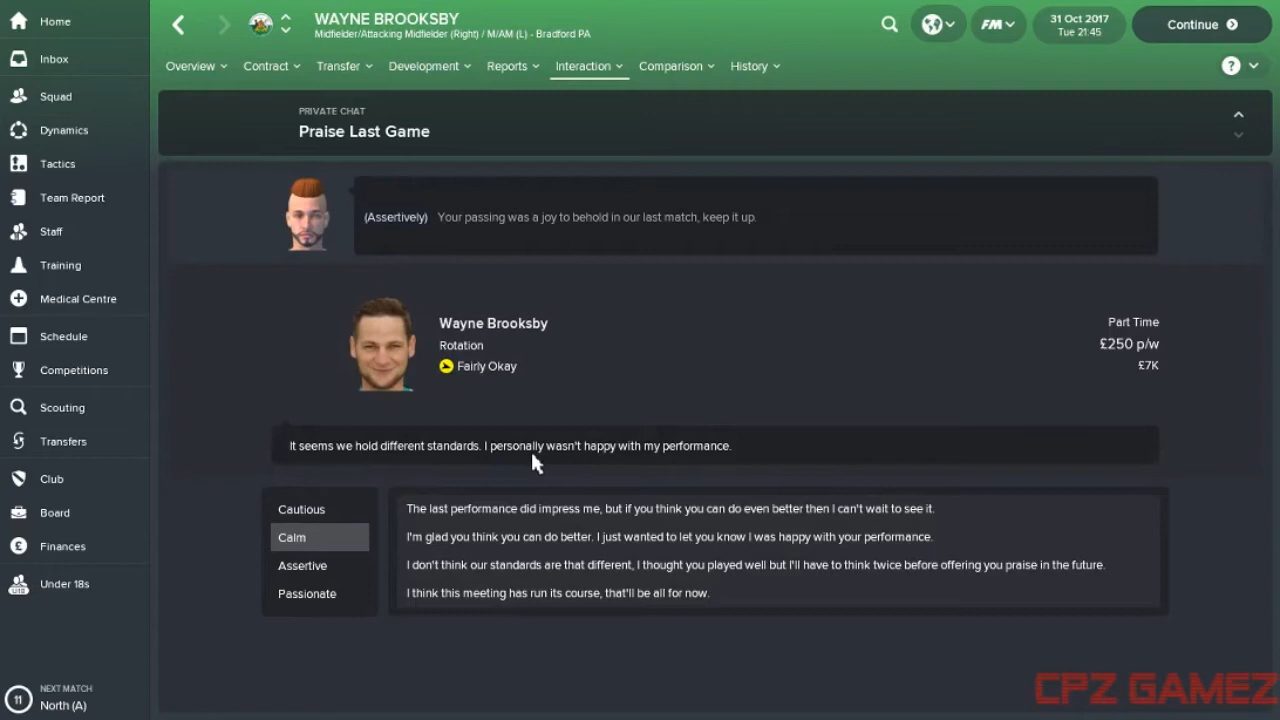 Home
Inbox
Squad
Dynamics
Tactics
Team Report
Staff
Training
Medical Centre
Schedule
Competitions
Scouting
Transfers
Club
Board
Finances
Under 18s
11
NEXT MATCH
North (A)
WAYNE BROOKSBY
Midfielder/Attacking Midfielder (Right) / M/AM (L) - Bradford PA
FM
31 Oct 2017
Tue 21:45
Continue
Overview
Contract
Transfer
Development
Reports
Interaction
Comparison
History
?
PRIVATE CHAT
Praise Last Game
(Assertively) Your passing was a joy to behold in our last match, keep it up.
Wayne Brooksby
Rotation
Fairly Okay
Part Time
£250 p/w
£7K
It seems we hold different standards. I personally wasn't happy with my performance.
Cautious
Calm
Assertive
Passionate
The last performance did impress me, but if you think you can do even better then I can't wait to see it.
I'm glad you think you can do better. I just wanted to let you know I was happy with your performance.
I don't think our standards are that different, I thought you played well but I'll have to think twice before offering you praise in the future.
I think this meeting has run its course, that'll be all for now.
CPZ GAMEZ